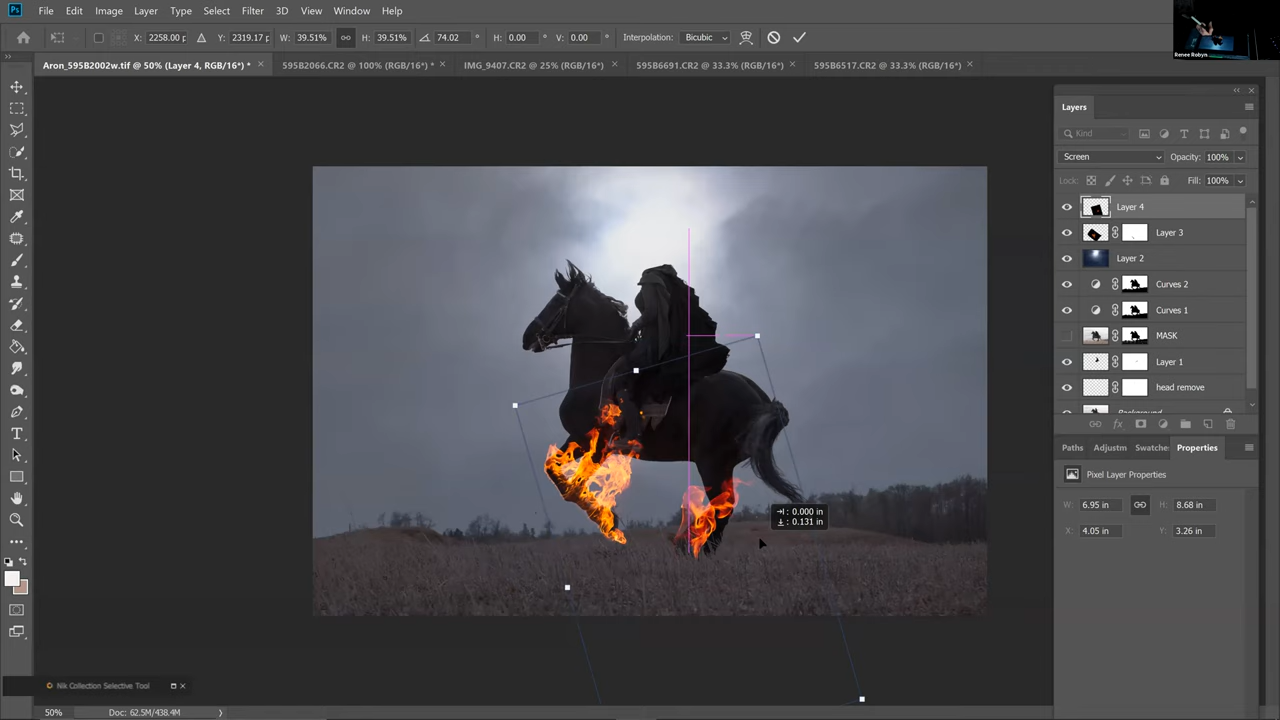 Ps File Edit Image Layer Type Select Filter 3D View Window Help
X: 2258.00 p Y: 2319.17 p W: 39.51% H: 39.51% 74.02 ° H: 0.00 ° V: 0.00 ° Interpolation: Bicubic
Renee Robyn
Aron_595B2002w.tif @ 50% (Layer 4, RGB/16*) * × 595B2066.CR2 @ 100% (RGB/16*) * × IMG_9407.CR2 @ 25% (RGB/16*) × 595B6691.CR2 @ 33.3% (RGB/16*) × 595B6517.CR2 @ 33.3% (RGB/16*) ×
Layers
Kind
Screen Opacity: 100%
Lock: Fill: 100%
Layer 4
Layer 3
Layer 2
Curves 2
Curves 1
MASK
Layer 1
head remove
Background
fx
Paths Adjustm Swatche Properties
Pixel Layer Properties
W: 6.95 in H: 8.68 in
X: 4.05 in Y: 3.26 in
: 0.000 in
: 0.131 in
Nik Collection Selective Tool
50% Doc: 62.5M/438.4M